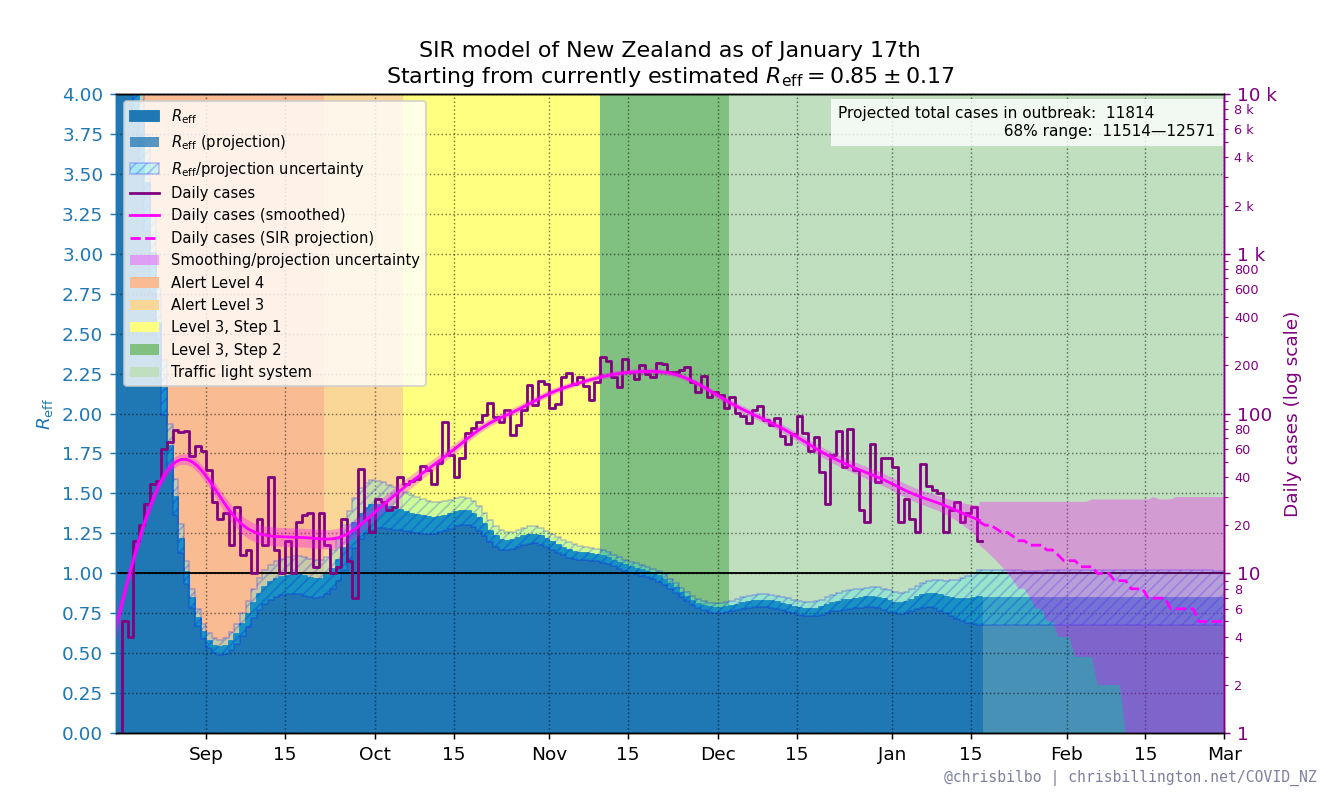 SIR model of New Zealand as of January 17th
Starting from currently estimated Reff = 0.85 ± 0.17
Projected total cases in outbreak: 11814
68% range: 11514—12571
Reff
Reff (projection)
Reff/projection uncertainty
Daily cases
Daily cases (smoothed)
Daily cases (SIR projection)
Smoothing/projection uncertainty
Alert Level 4
Alert Level 3
Level 3, Step 1
Level 3, Step 2
Traffic light system
Reff
4.00
3.75
3.50
3.25
3.00
2.75
2.50
2.25
2.00
1.75
1.50
1.25
1.00
0.75
0.50
0.25
0.00
10 k
8 k
6 k
4 k
2 k
1 k
800
600
400
200
100
80
60
40
20
10
8
6
4
2
1
Daily cases (log scale)
Sep 15 Oct 15 Nov 15 Dec 15 Jan 15 Feb 15 Mar
@chrisbilbo | chrisbillington.net/COVID_NZ